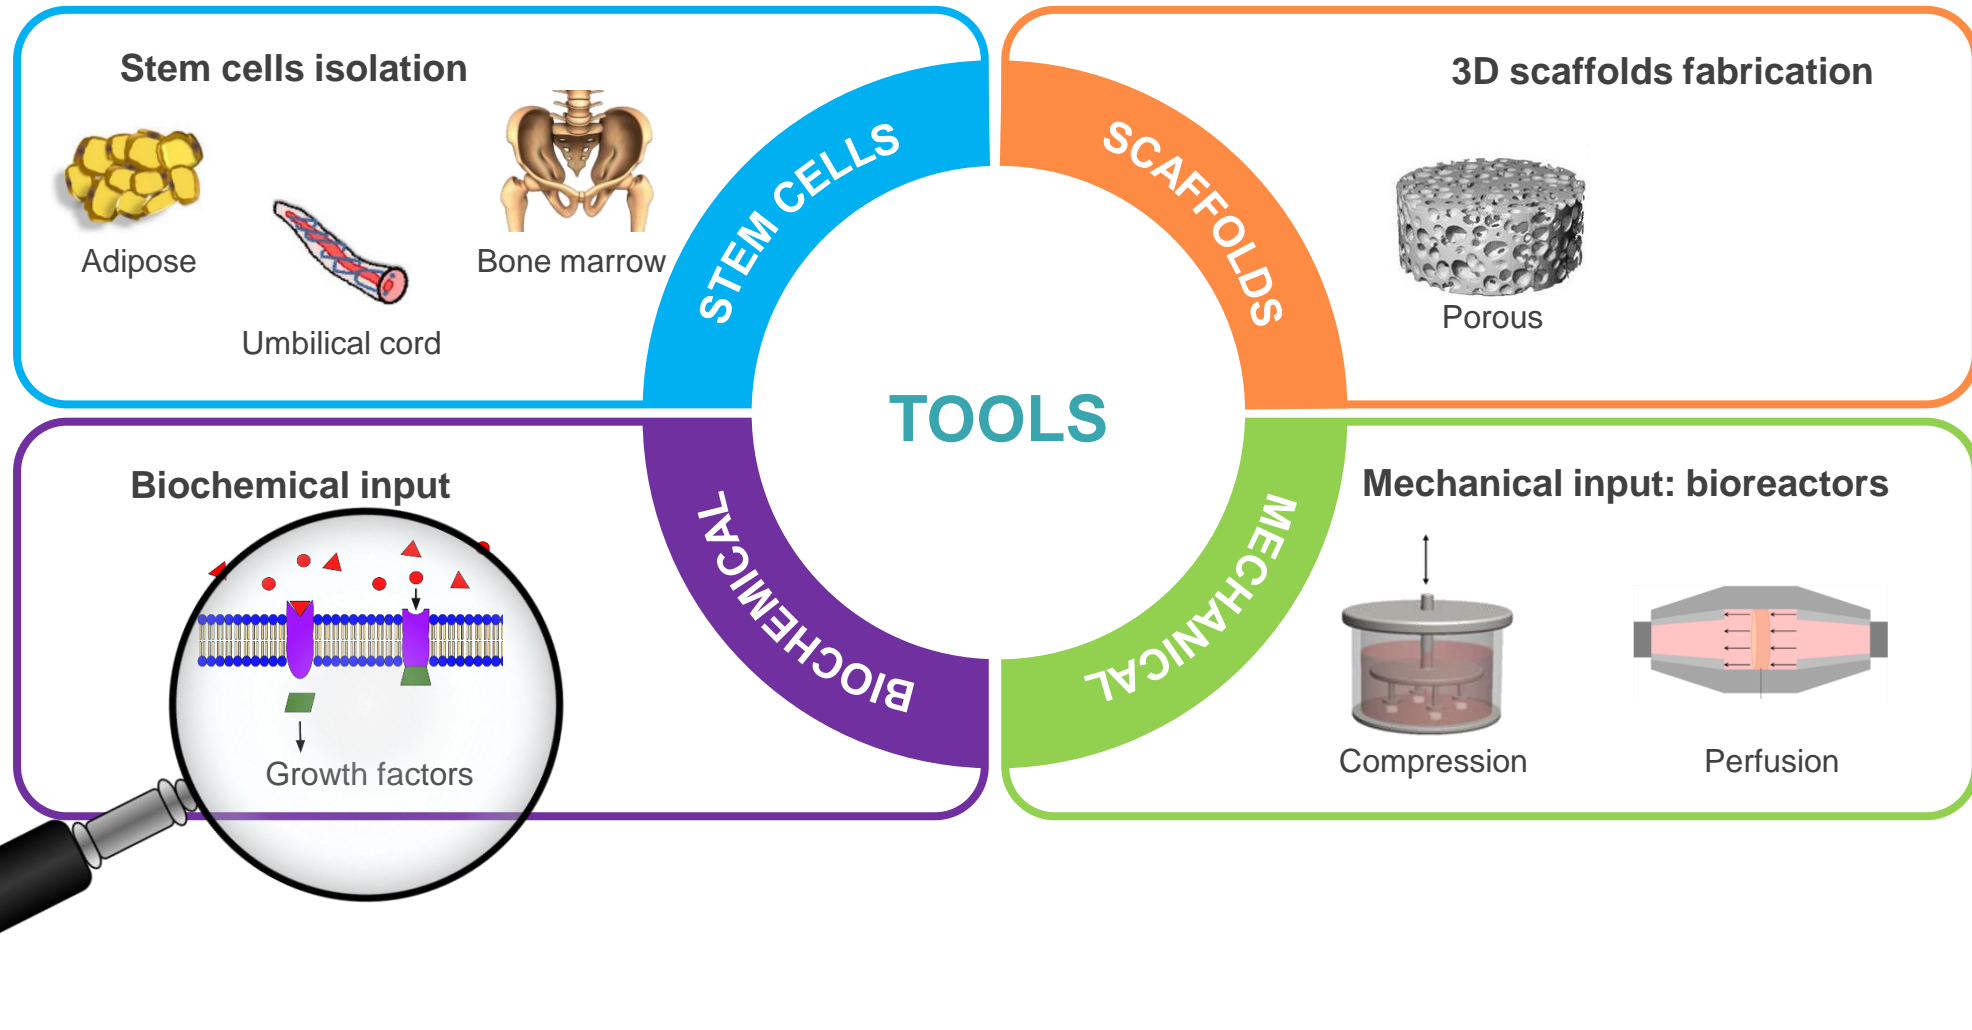 Stem cells isolation
Adipose
Umbilical cord
Bone marrow
STEM CELLS
SCAFFOLDS
3D scaffolds fabrication
Porous
TOOLS
Biochemical input
Growth factors
BIOCHEMICAL
MECHANICAL
Mechanical input: bioreactors
Compression
Perfusion